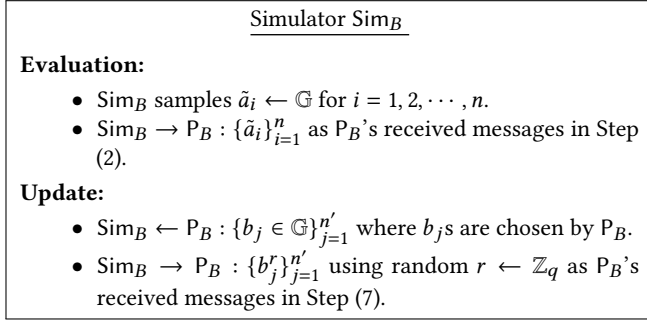 Simulator Sim_B
Evaluation:
• Sim_B samples ã_i ← 𝔾 for i = 1, 2, ⋯ , n.
• Sim_B → P_B : {ã_i}_{i=1}^n as P_B's received messages in Step
(2).
Update:
• Sim_B ← P_B : {b_j ∈ 𝔾}_{j=1}^{n′} where b_js are chosen by P_B.
• Sim_B → P_B : {b_j^r}_{j=1}^{n′} using random r ← ℤ_q as P_B's
received messages in Step (7).